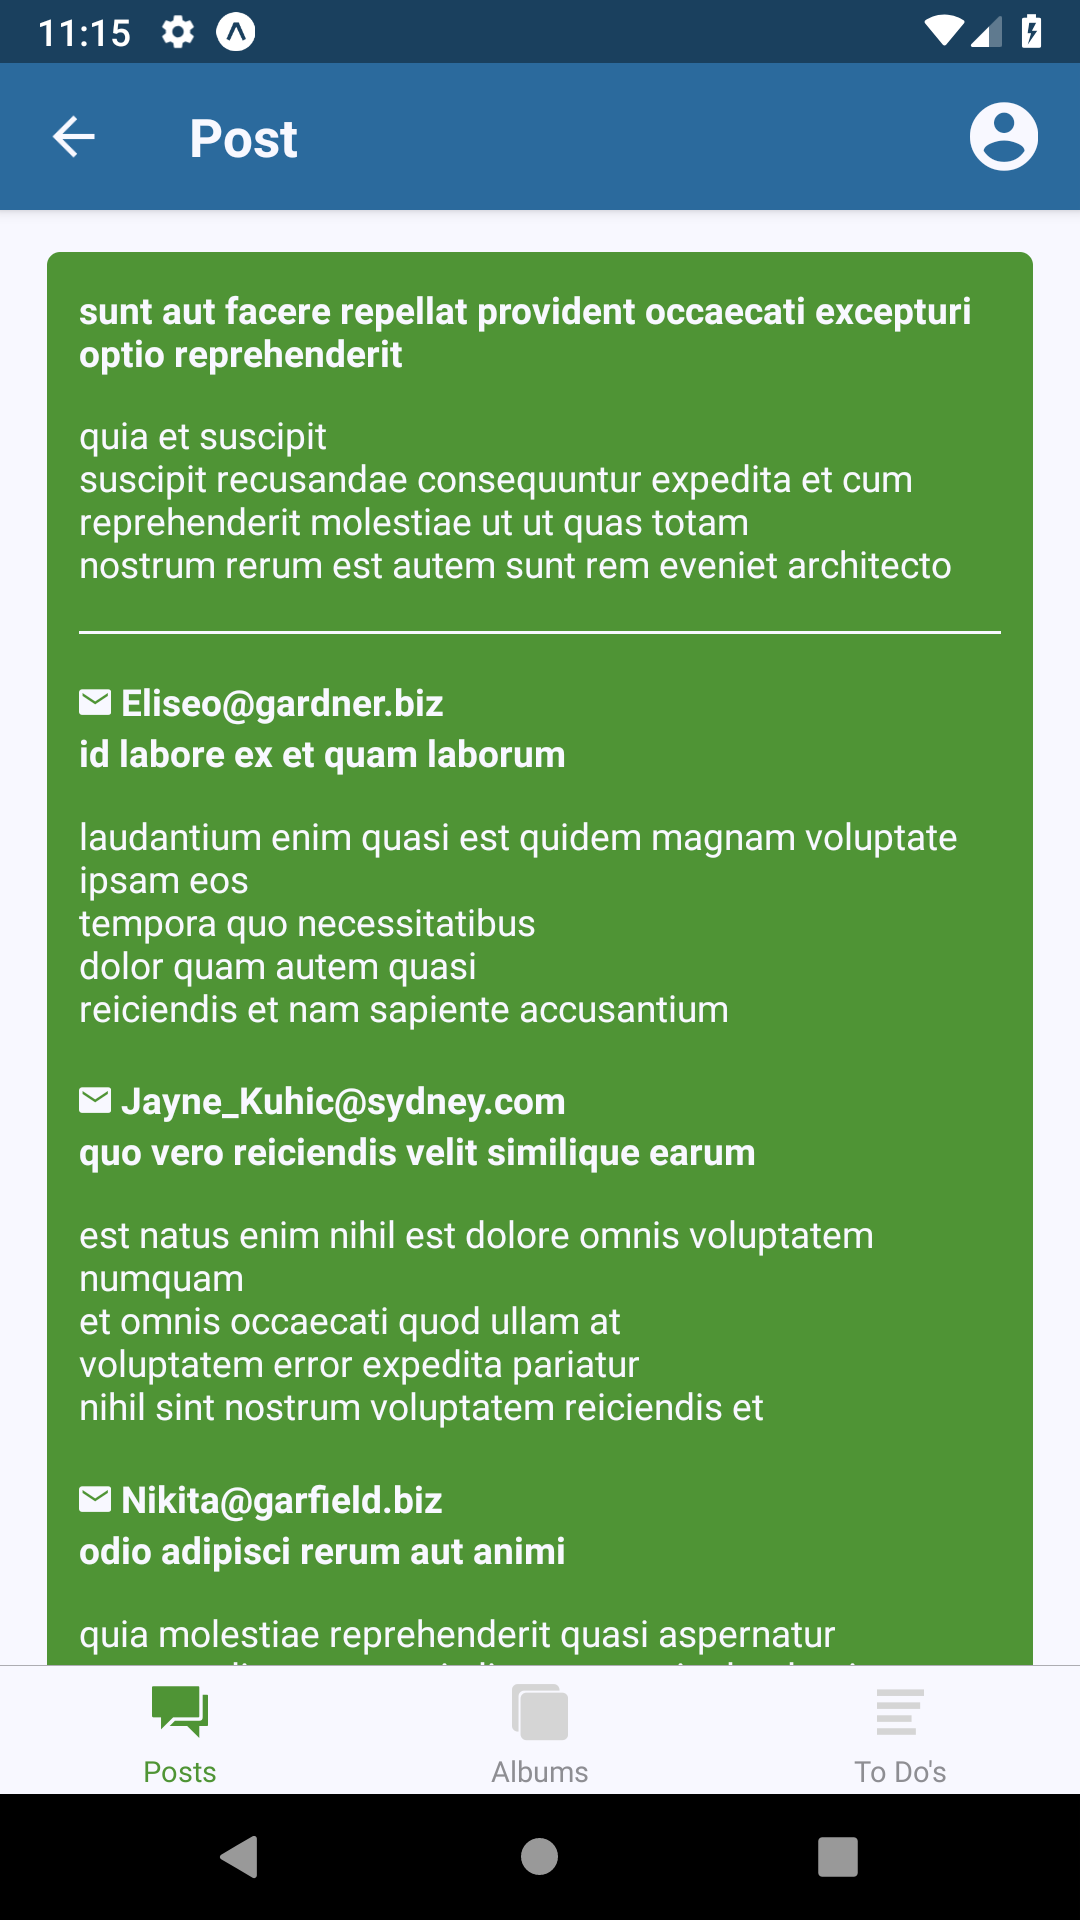 11:15
Post
sunt aut facere repellat provident occaecati excepturi
optio reprehenderit
quia et suscipit
suscipit recusandae consequuntur expedita et cum
reprehenderit molestiae ut ut quas totam
nostrum rerum est autem sunt rem eveniet architecto
Eliseo@gardner.biz
id labore ex et quam laborum
laudantium enim quasi est quidem magnam voluptate
ipsam eos
tempora quo necessitatibus
dolor quam autem quasi
reiciendis et nam sapiente accusantium
Jayne_Kuhic@sydney.com
quo vero reiciendis velit similique earum
est natus enim nihil est dolore omnis voluptatem
numquam
et omnis occaecati quod ullam at
voluptatem error expedita pariatur
nihil sint nostrum voluptatem reiciendis et
Nikita@garfield.biz
odio adipisci rerum aut animi
quia molestiae reprehenderit quasi aspernatur
Posts
Albums
To Do's